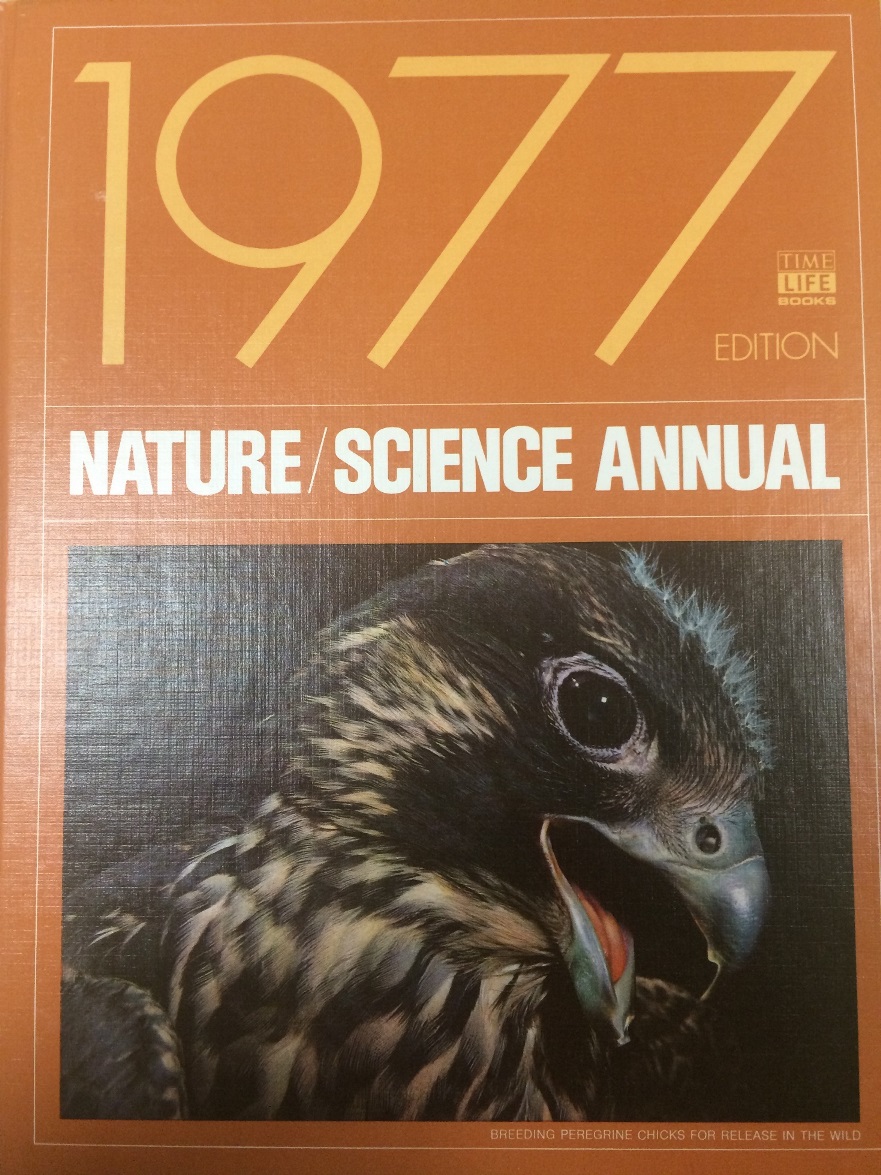 1977
TIME
LIFE
BOOKS
EDITION
NATURE/SCIENCE ANNUAL
BREEDING PEREGRINE CHICKS FOR RELEASE IN THE WILD